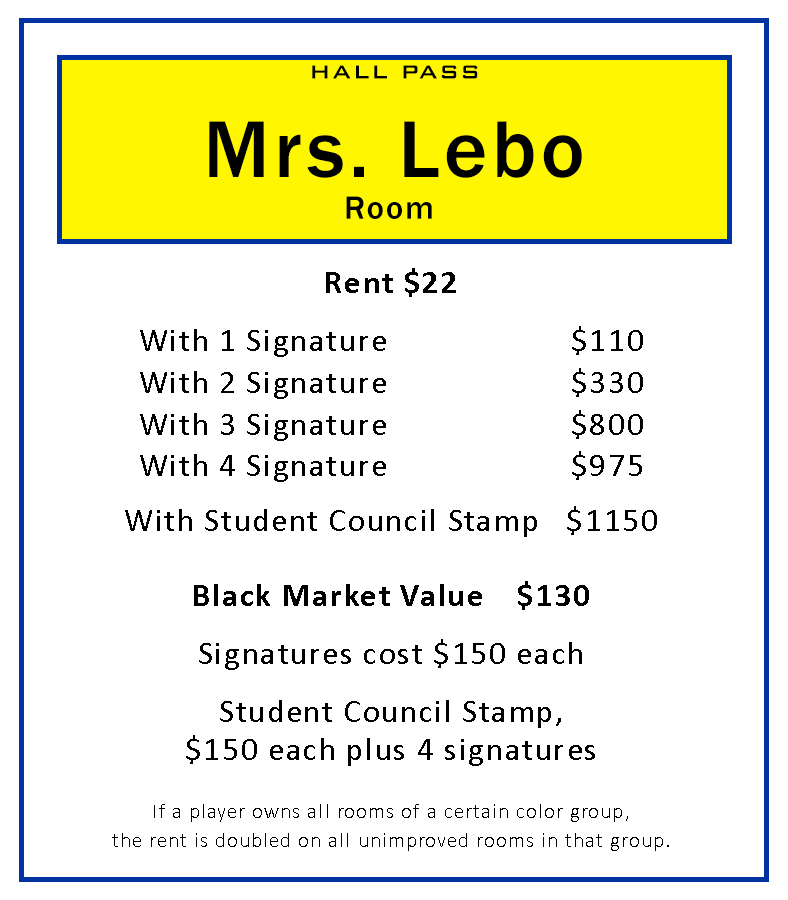 HALL PASS
Mrs. Lebo
Room
Rent $22
With 1 Signature $110
With 2 Signature $330
With 3 Signature $800
With 4 Signature $975
With Student Council Stamp $1150
Black Market Value $130
Signatures cost $150 each
Student Council Stamp,
$150 each plus 4 signatures
If a player owns all rooms of a certain color group,
the rent is doubled on all unimproved rooms in that group.